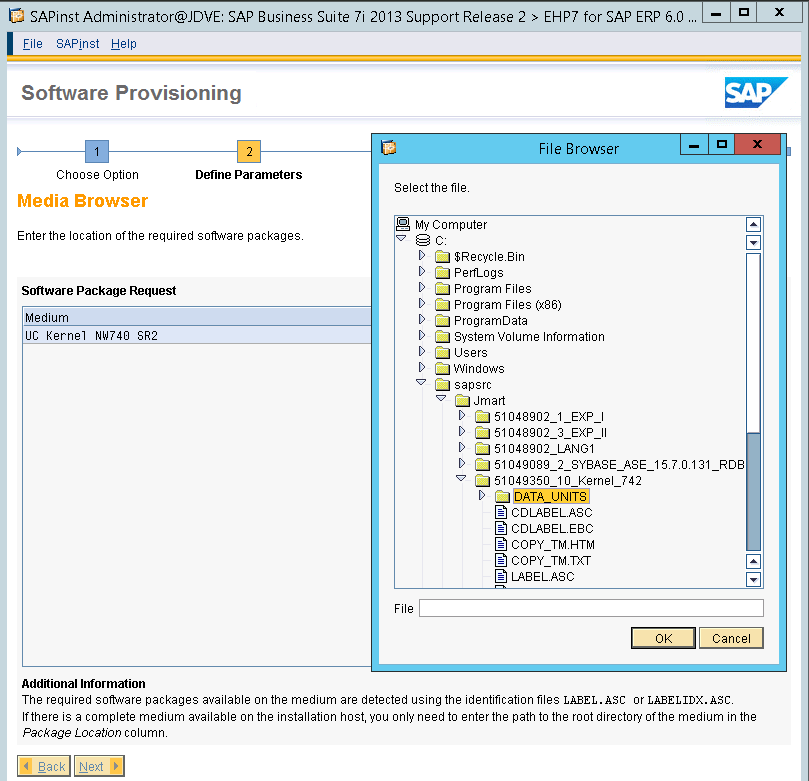 SAPinst Administrator@JDVE: SAP Business Suite 7i 2013 Support Release 2 > EHP7 for SAP ERP 6.0 ...
File SAPinst Help
Software Provisioning
SAP
1
Choose Option
2
Define Parameters
Media Browser
Enter the location of the required software packages.
Software Package Request
Medium
UC Kernel NW740 SR2
File Browser
Select the file.
My Computer
C:
$Recycle.Bin
PerfLogs
Program Files
Program Files (x86)
ProgramData
System Volume Information
Users
Windows
sapsrc
Jmart
51048902_1_EXP_I
51048902_3_EXP_II
51048902_LANG1
51049089_2_SYBASE_ASE_15.7.0.131_RDB
51049350_10_Kernel_742
DATA_UNITS
CDLABEL.ASC
CDLABEL.EBC
COPY_TM.HTM
COPY_TM.TXT
LABEL.ASC
File
OK Cancel
Additional Information
The required software packages available on the medium are detected using the identification files LABEL.ASC or LABELIDX.ASC.
If there is a complete medium available on the installation host, you only need to enter the path to the root directory of the medium in the
Package Location column.
Back Next